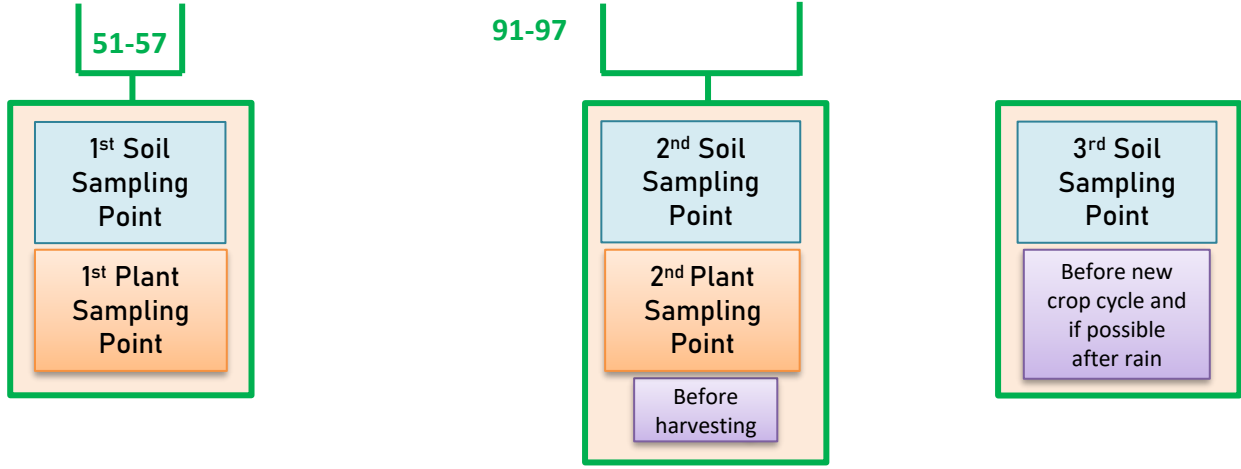 51-57
91-97
1st Soil
Sampling
Point
1st Plant
Sampling
Point
2nd Soil
Sampling
Point
2nd Plant
Sampling
Point
Before
harvesting
3rd Soil
Sampling
Point
Before new
crop cycle and
if possible
after rain